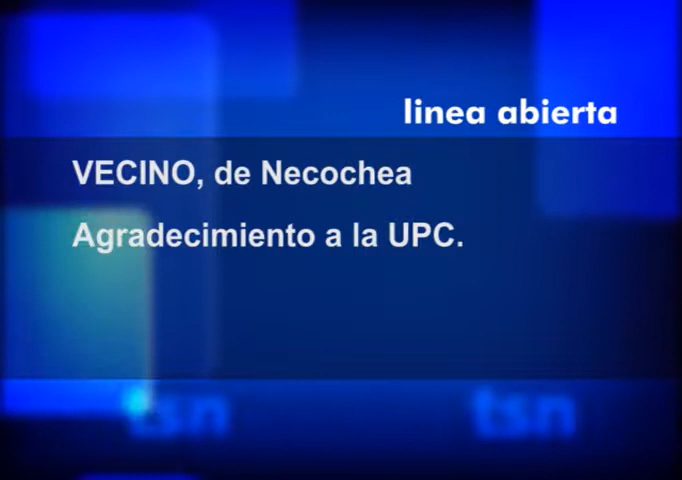 linea abierta
VECINO, de Necochea
Agradecimiento a la UPC.
tsn tsn